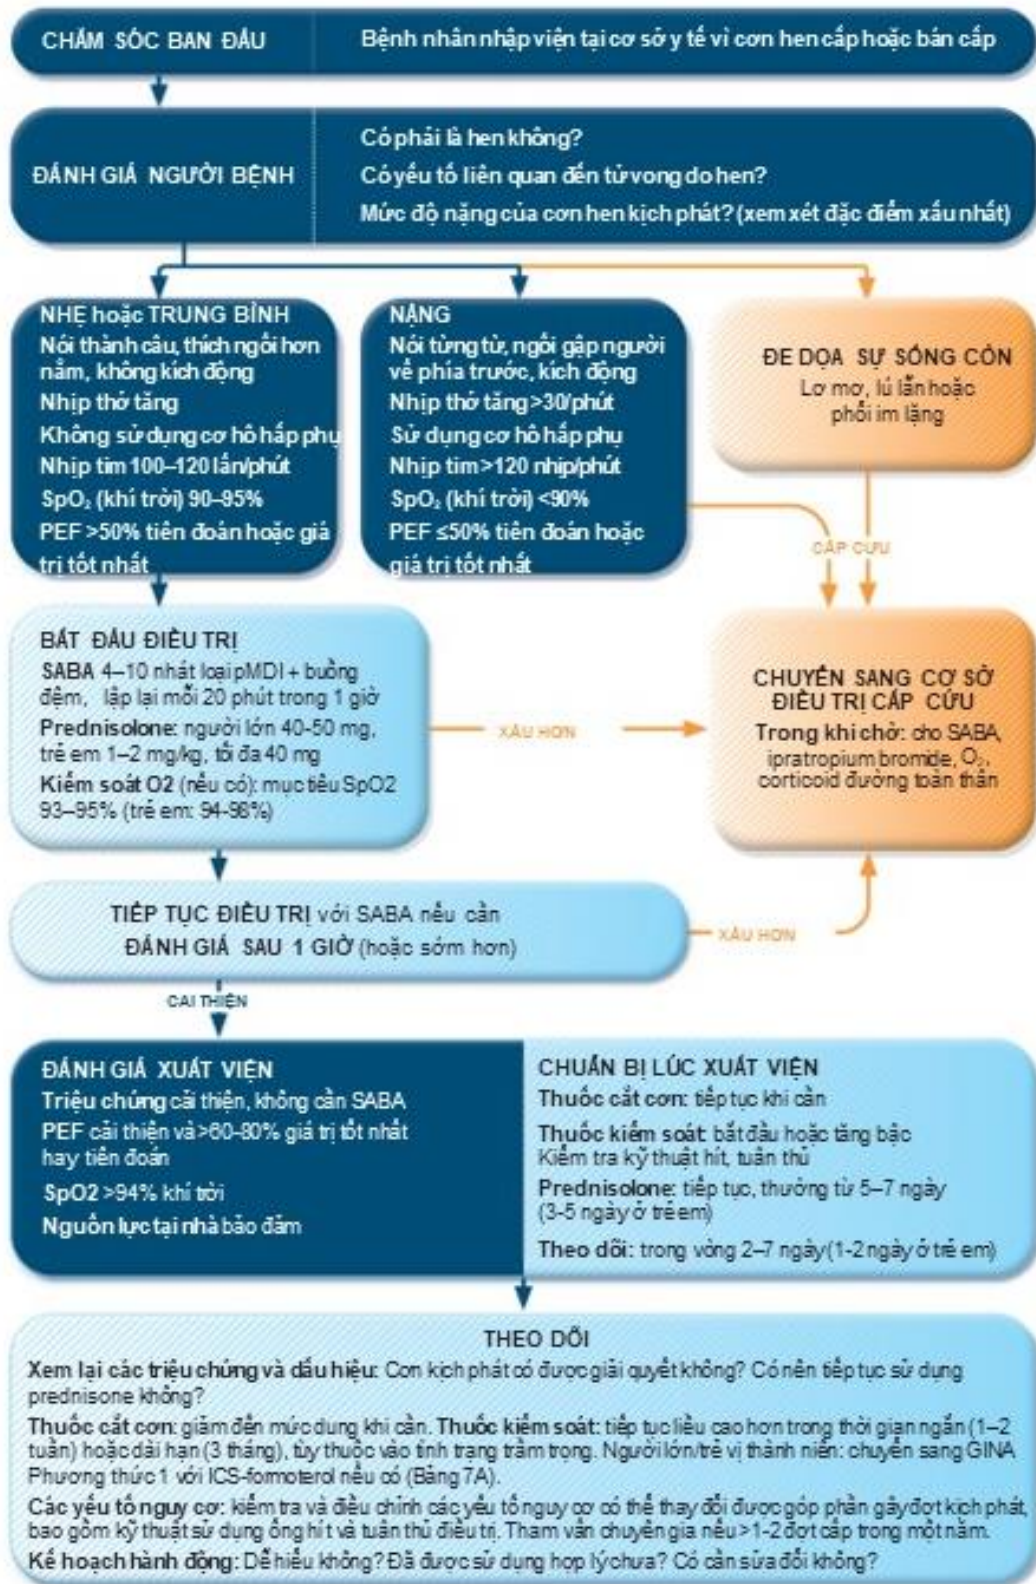 CHĂM SÓC BAN ĐẦU
Bệnh nhân nhập viện tại cơ sở y tế vì cơn hen cấp hoặc bán cấp
ĐÁNH GIÁ NGƯỜI BỆNH
Có phải là hen không?
Có yếu tố liên quan đến tử vong do hen?
Mức độ nặng của cơn hen kịch phát? (xem xét đặc điểm xấu nhất)
NHẸ hoặc TRUNG BÌNH
Nói thành câu, thích ngồi hơn
nằm, không kích động
Nhịp thở tăng
Không sử dụng cơ hô hấp phụ
Nhịp tim 100–120 lần/phút
SpO₂ (khí trời) 90–95%
PEF >50% tiên đoán hoặc giá
trị tốt nhất
NẶNG
Nói từng từ, ngồi gập người
về phía trước, kích động
Nhịp thở tăng >30/phút
Sử dụng cơ hô hấp phụ
Nhịp tim >120 nhịp/phút
SpO₂ (khí trời) <90%
PEF ≤50% tiên đoán hoặc
giá trị tốt nhất
ĐE DỌA SỰ SỐNG CÒN
Lơ mơ, lú lẫn hoặc
phổi im lặng
CẤP CỨU
BẮT ĐẦU ĐIỀU TRỊ
SABA 4–10 nhát loại pMDI + buồng
đệm, lập lại mỗi 20 phút trong 1 giờ
Prednisolone: người lớn 40-50 mg,
trẻ em 1–2 mg/kg, tối đa 40 mg
Kiểm soát O2 (nếu có): mục tiêu SpO2
93–95% (trẻ em: 94-98%)
XẤU HƠN
CHUYỂN SANG CƠ SỞ
ĐIỀU TRỊ CẤP CỨU
Trong khi chờ: cho SABA,
ipratropium bromide, O₂,
corticoid đường toàn thân
TIẾP TỤC ĐIỀU TRỊ với SABA nếu cần
ĐÁNH GIÁ SAU 1 GIỜ (hoặc sớm hơn)
XẤU HƠN
CẢI THIỆN
ĐÁNH GIÁ XUẤT VIỆN
Triệu chứng cải thiện, không cần SABA
PEF cải thiện và >60-80% giá trị tốt nhất
hay tiên đoán
SpO2 >94% khí trời
Nguồn lực tại nhà bảo đảm
CHUẨN BỊ LÚC XUẤT VIỆN
Thuốc cắt cơn: tiếp tục khi cần
Thuốc kiểm soát: bắt đầu hoặc tăng bậc
Kiểm tra kỹ thuật hít, tuân thủ
Prednisolone: tiếp tục, thường từ 5–7 ngày
(3-5 ngày ở trẻ em)
Theo dõi: trong vòng 2–7 ngày (1-2 ngày ở trẻ em)
THEO DÕI
Xem lại các triệu chứng và dấu hiệu: Cơn kịch phát có được giải quyết không? Có nên tiếp tục sử dụng
prednisone không?
Thuốc cắt cơn: giảm đến mức dung khi cần. Thuốc kiểm soát: tiếp tục liều cao hơn trong thời gian ngắn (1–2
tuần) hoặc dài hạn (3 tháng), tùy thuộc vào tình trạng trầm trọng. Người lớn/trẻ vị thành niên: chuyển sang GINA
Phương thức 1 với ICS-formoterol nếu có (Bảng 7A).
Các yếu tố nguy cơ: kiểm tra và điều chỉnh các yếu tố nguy cơ có thể thay đổi được góp phần gây đợt kịch phát,
bao gồm kỹ thuật sử dụng ống hít và tuân thủ điều trị. Tham vấn chuyên gia nếu >1-2 đợt cấp trong một năm.
Kế hoạch hành động: Dễ hiểu không? Đã được sử dụng hợp lý chưa? Có cần sửa đổi không?